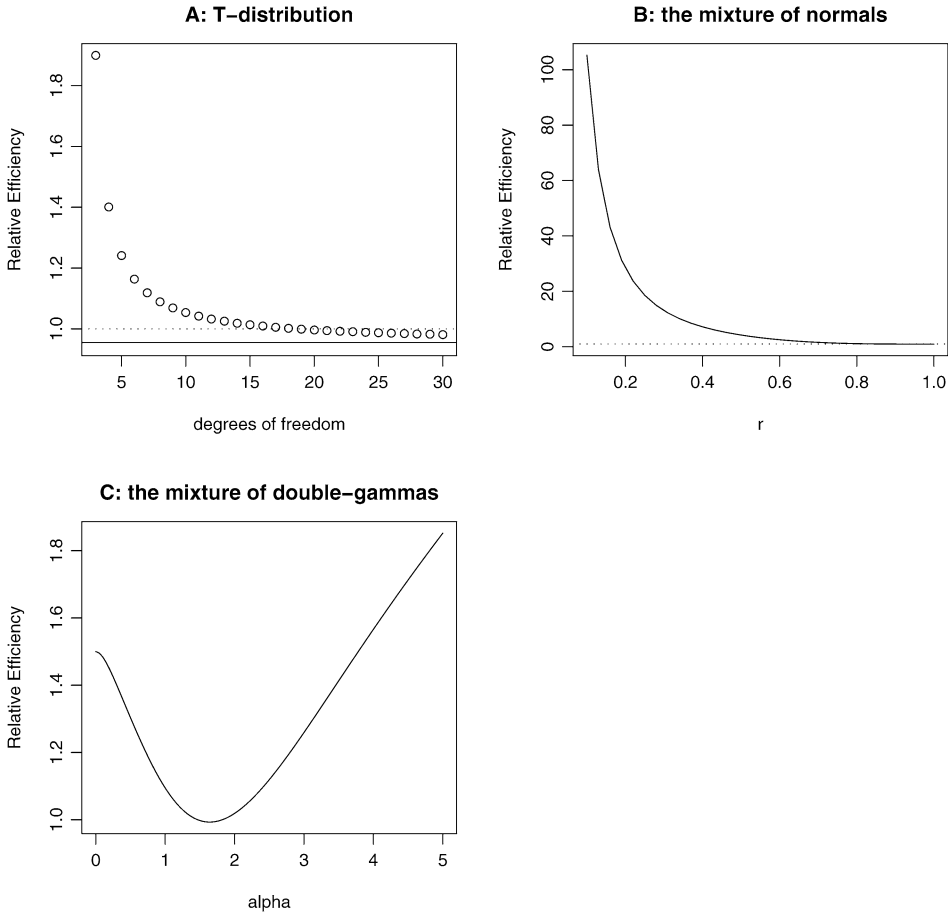 A: T−distribution
Relative Efficiency
1.0 1.2 1.4 1.6 1.8
5 10 15 20 25 30
degrees of freedom
B: the mixture of normals
Relative Efficiency
0 20 40 60 80 100
0.2 0.4 0.6 0.8 1.0
r
C: the mixture of double−gammas
Relative Efficiency
1.0 1.2 1.4 1.6 1.8
0 1 2 3 4 5
alpha